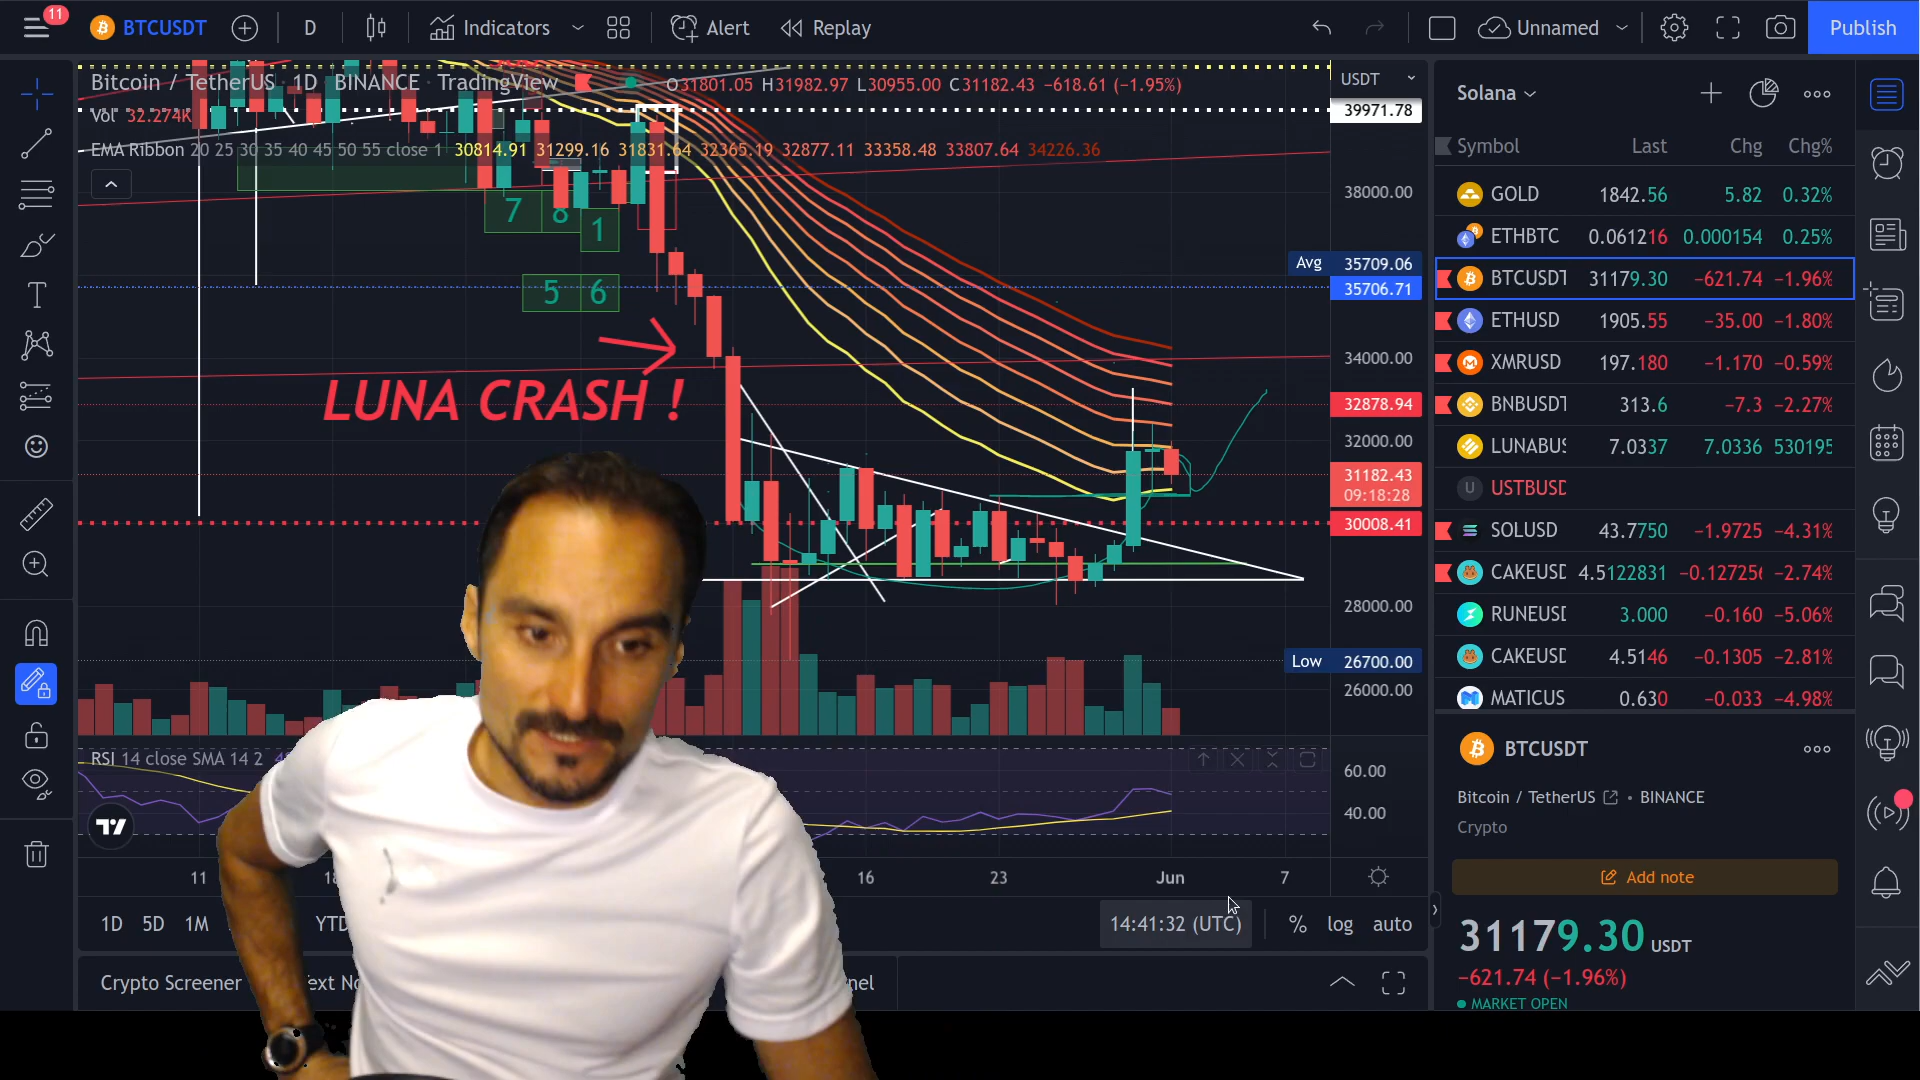 11
BTCUSDT
D
Indicators
Alert
Replay
Unnamed
Publish
Bitcoin / TetherUS 1D BINANCE TradingView
O31801.05 H31982.97 L30955.00 C31182.43 −618.61 (−1.95%)
Vol 32.274K
EMA Ribbon 20 25 30 35 40 45 50 55 close 1 30814.91 31299.16 31831.64 32365.19 32877.11 33358.48 33807.64 34226.36
7 8 1
5 6
LUNA CRASH !
USDT
39971.78
38000.00
Avg 35709.06
35706.71
34000.00
32878.94
32000.00
31182.43
09:18:28
30008.41
28000.00
Low 26700.00
26000.00
RSI 14 close SMA 14 2
60.00
40.00
11
16
23
Jun
7
1D 5D 1M YTD
14:41:32 (UTC)
% log auto
Crypto Screener
Solana
Symbol Last Chg Chg%
GOLD 1842.56 5.82 0.32%
ETHBTC 0.061216 0.000154 0.25%
BTCUSDT 31179.30 −621.74 −1.96%
ETHUSD 1905.55 −35.00 −1.80%
XMRUSD 197.180 −1.170 −0.59%
BNBUSDT 313.6 −7.3 −2.27%
LUNABUS 7.0337 7.0336 530195
U USTBUSD
SOLUSD 43.7750 −1.9725 −4.31%
CAKEUSD 4.5122831 −0.127256 −2.74%
RUNEUSD 3.000 −0.160 −5.06%
CAKEUSD 4.5146 −0.1305 −2.81%
MATICUS 0.630 −0.033 −4.98%
BTCUSDT
Bitcoin / TetherUS • BINANCE
Crypto
Add note
31179.30 USDT
−621.74 (−1.96%)
MARKET OPEN